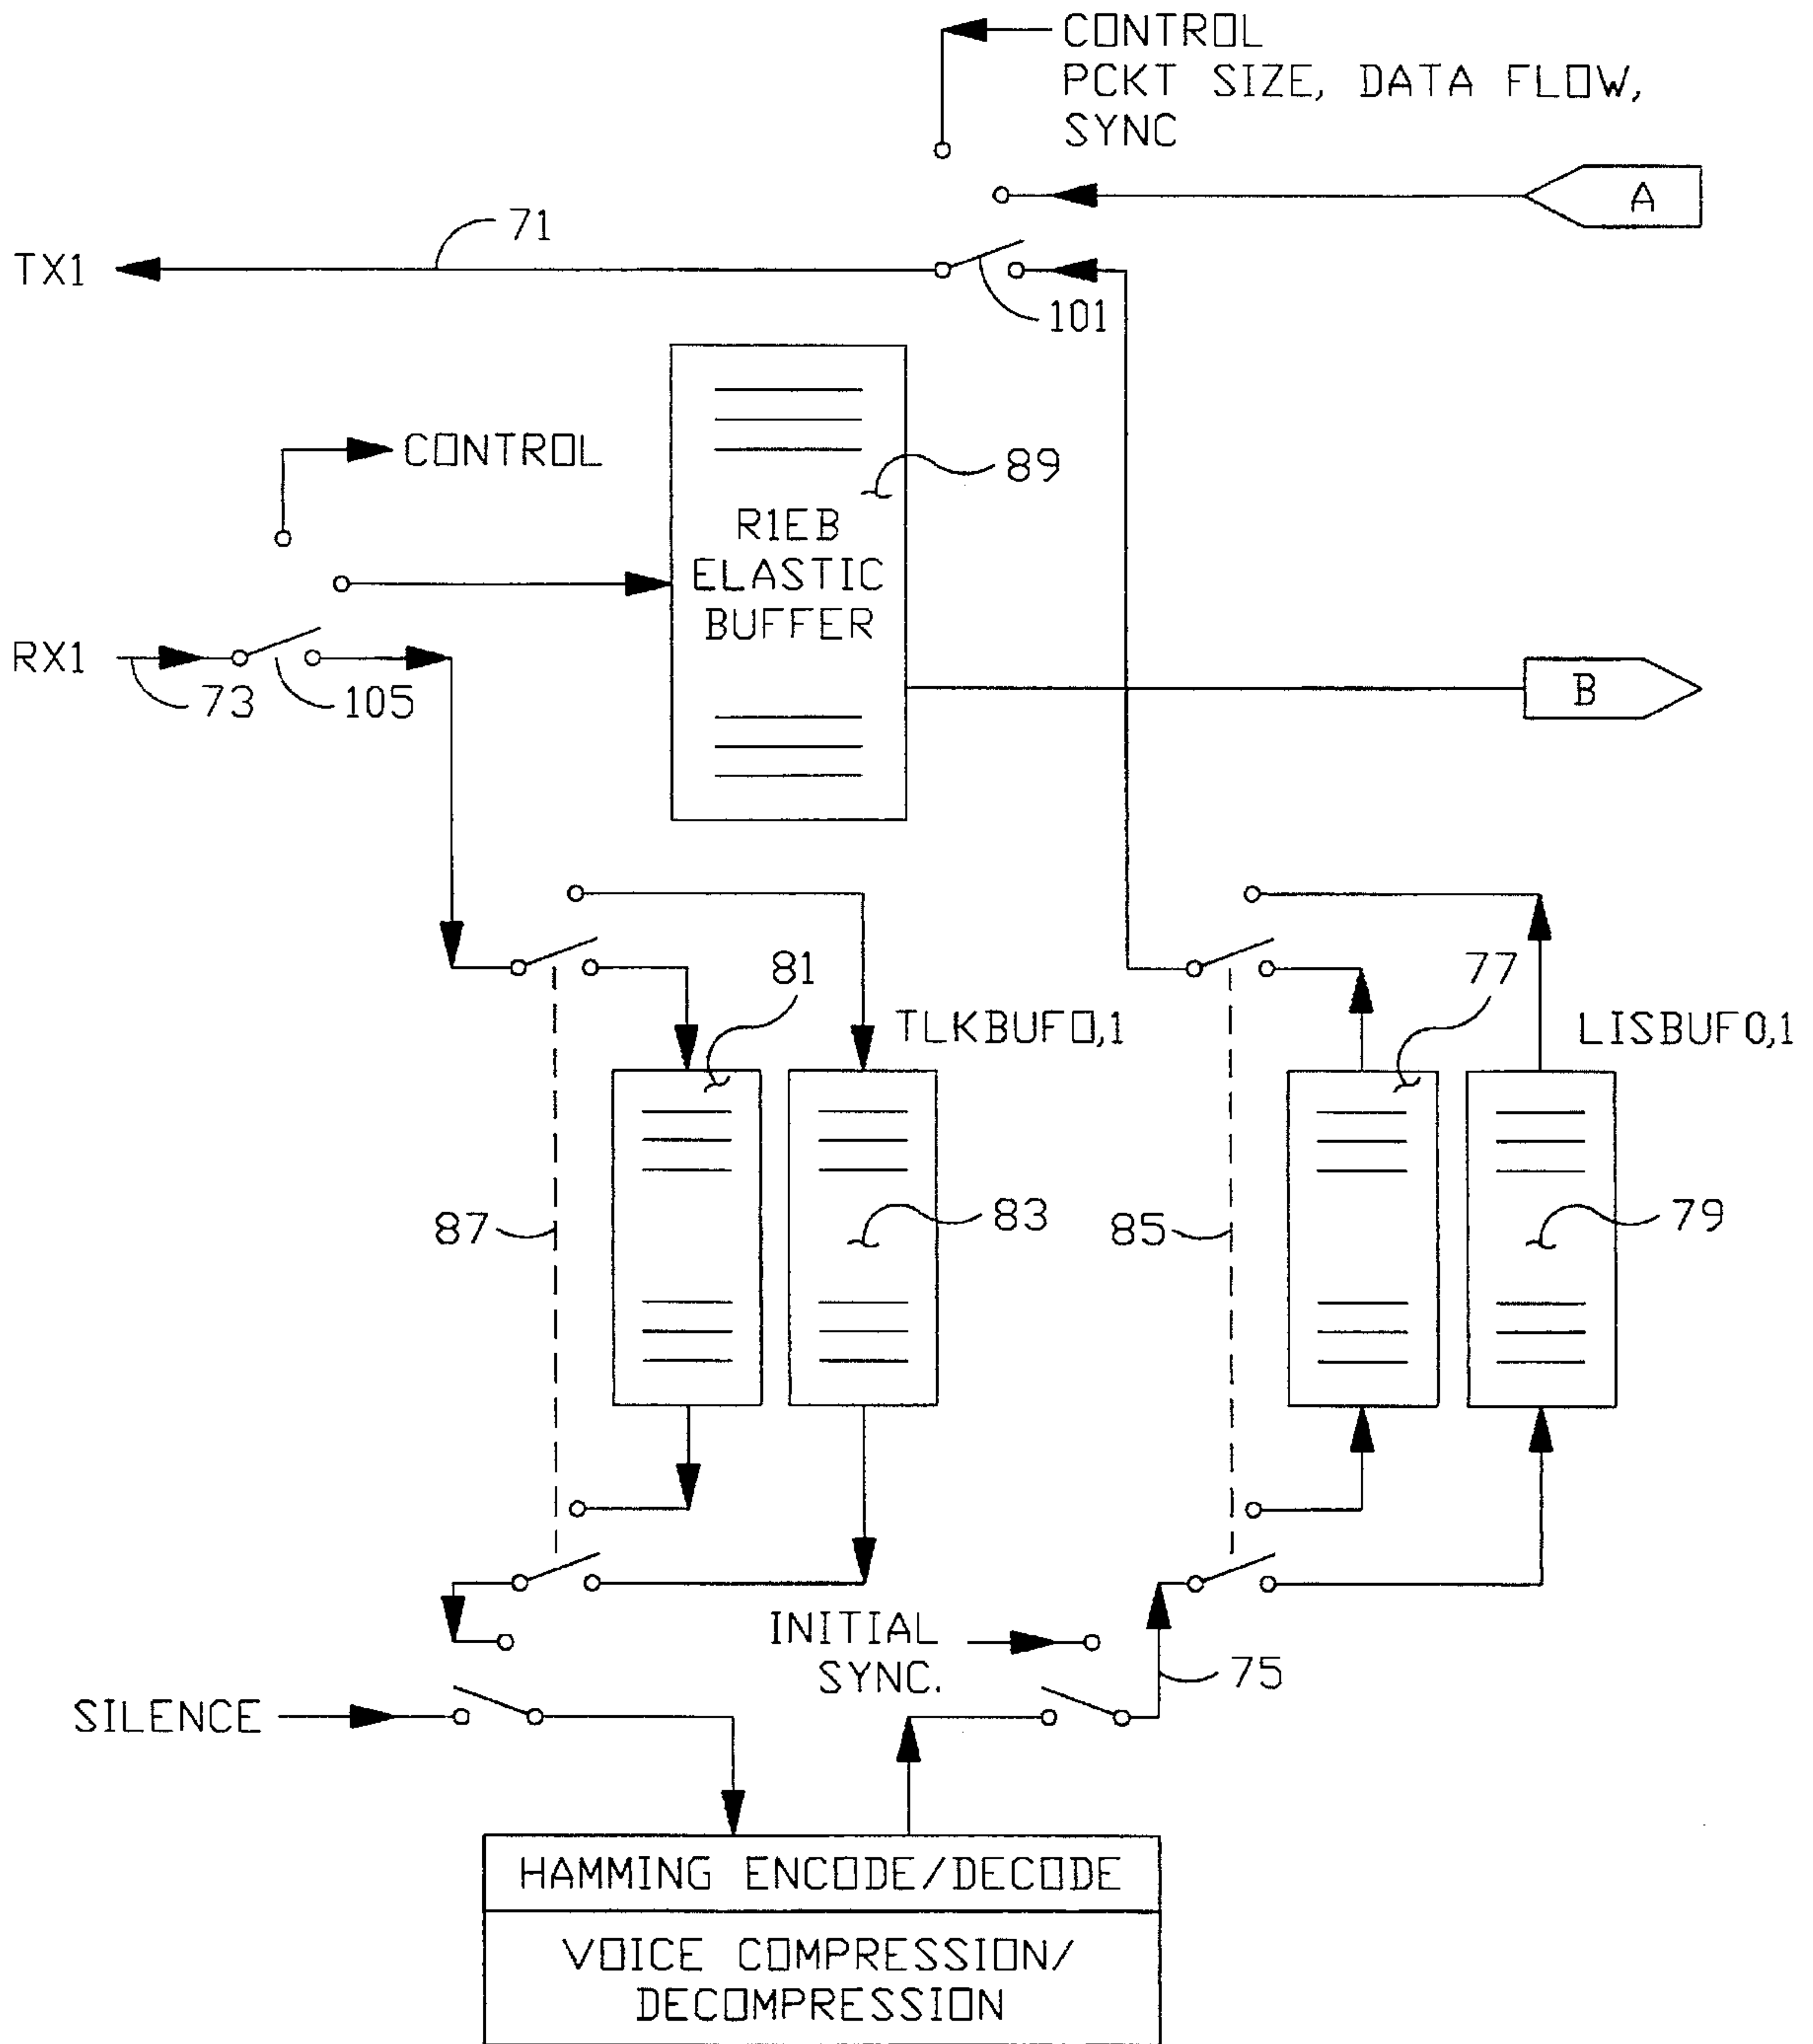 CONTROL
PCKT SIZE, DATA FLOW,
SYNC
A
71
TX1
101
CONTROL
89
R1EB
ELASTIC
BUFFER
RX1
73
105
B
81
77
TLKBUF0,1
LISBUF0,1
87
83
85
79
INITIAL
SYNC.
75
SILENCE
HAMMING ENCODE/DECODE
VOICE COMPRESSION/
DECOMPRESSION